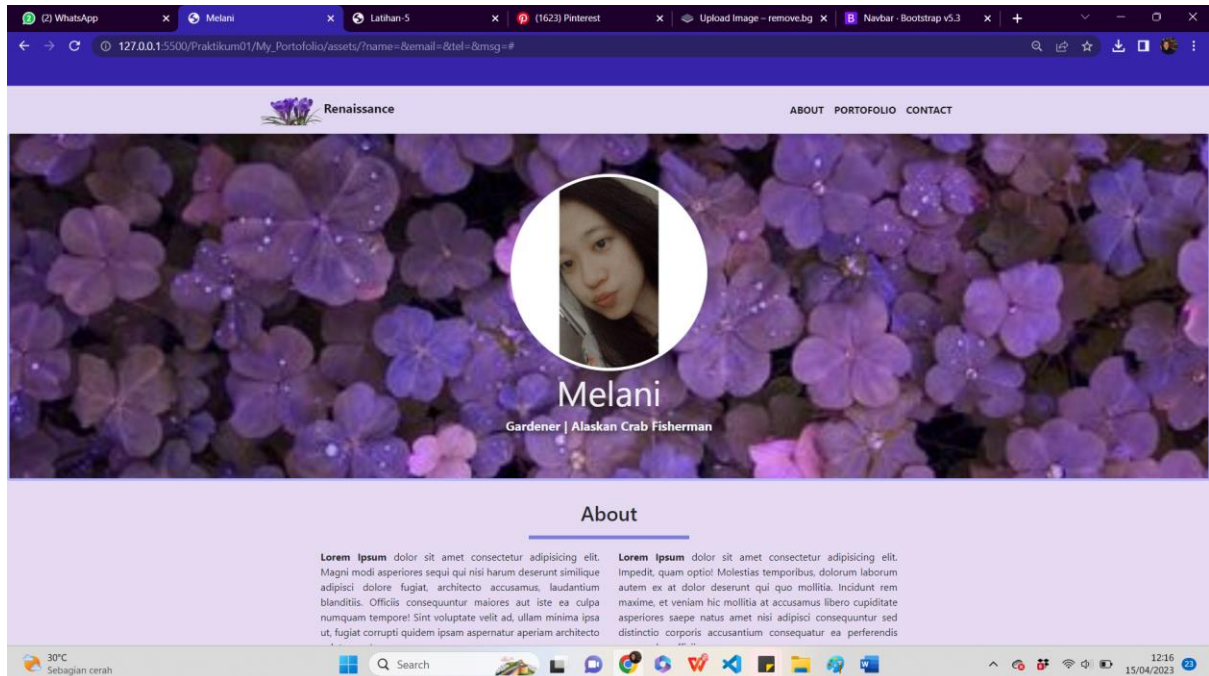 (2) WhatsApp
Melani
Latihan-5
(1623) Pinterest
Upload Image – remove.bg
B Navbar · Bootstrap v5.3
127.0.0.1:5500/Praktikum01/My_Portofolio/assets/?name=&email=&tel=&msg=#
Renaissance
ABOUT PORTOFOLIO CONTACT
Melani
Gardener | Alaskan Crab Fisherman
About
Lorem Ipsum dolor sit amet consectetur adipisicing elit.
Magni modi asperiores sequi qui nisi harum deserunt similique
adipisci dolore fugiat, architecto accusamus, laudantium
blanditiis. Officiis consequuntur maiores aut iste ea culpa
numquam tempore! Sint voluptate velit ad, ullam minima ipsa
ut, fugiat corrupti quidem ipsam aspernatur aperiam architecto
Lorem Ipsum dolor sit amet consectetur adipisicing elit.
Impedit, quam optio! Molestias temporibus, dolorum laborum
autem ex at dolor deserunt qui quo mollitia. Incidunt rem
maxime, et veniam hic mollitia at accusamus libero cupiditate
asperiores saepe natus amet nisi adipisci consequuntur sed
distinctio corporis accusantium consequatur ea perferendis
30°C
Sebagian cerah
Search
12:16
15/04/2023
23